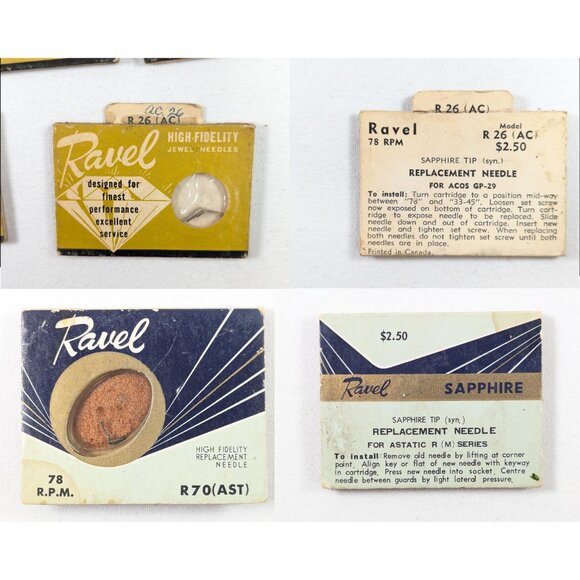 AC. 26
R 26 (AC)
Ravel
HIGH-FIDELITY
JEWEL NEEDLES
designed for
finest
performance
excellent
service
R 26 (AC)
Ravel
78 RPM
Model
R 26 (AC)
$2.50
SAPPHIRE TIP (syn.)
REPLACEMENT NEEDLE
FOR ACOS GP-29
To install: Turn cartridge to a position mid-way
between "78" and "33-45". Loosen set screw
now exposed on bottom of cartridge. Turn cart-
ridge to expose needle to be replaced. Slide
needle down and out of cartridge. Insert new
needle and tighten set screw. When replacing
both needles do not tighten set screw until both
needles are in place.
Printed in Canada.
Ravel
HIGH FIDELITY
REPLACEMENT
NEEDLE
78
R.P.M.
R70(AST)
$2.50
Ravel SAPPHIRE
SAPPHIRE TIP (syn.)
REPLACEMENT NEEDLE
FOR ASTATIC R (M) SERIES
To install: Remove old needle by lifting at corner
point. Align key or flat of new needle with keyway
in cartridge. Press new needle into socket. Centre
needle between guards by light lateral pressure.